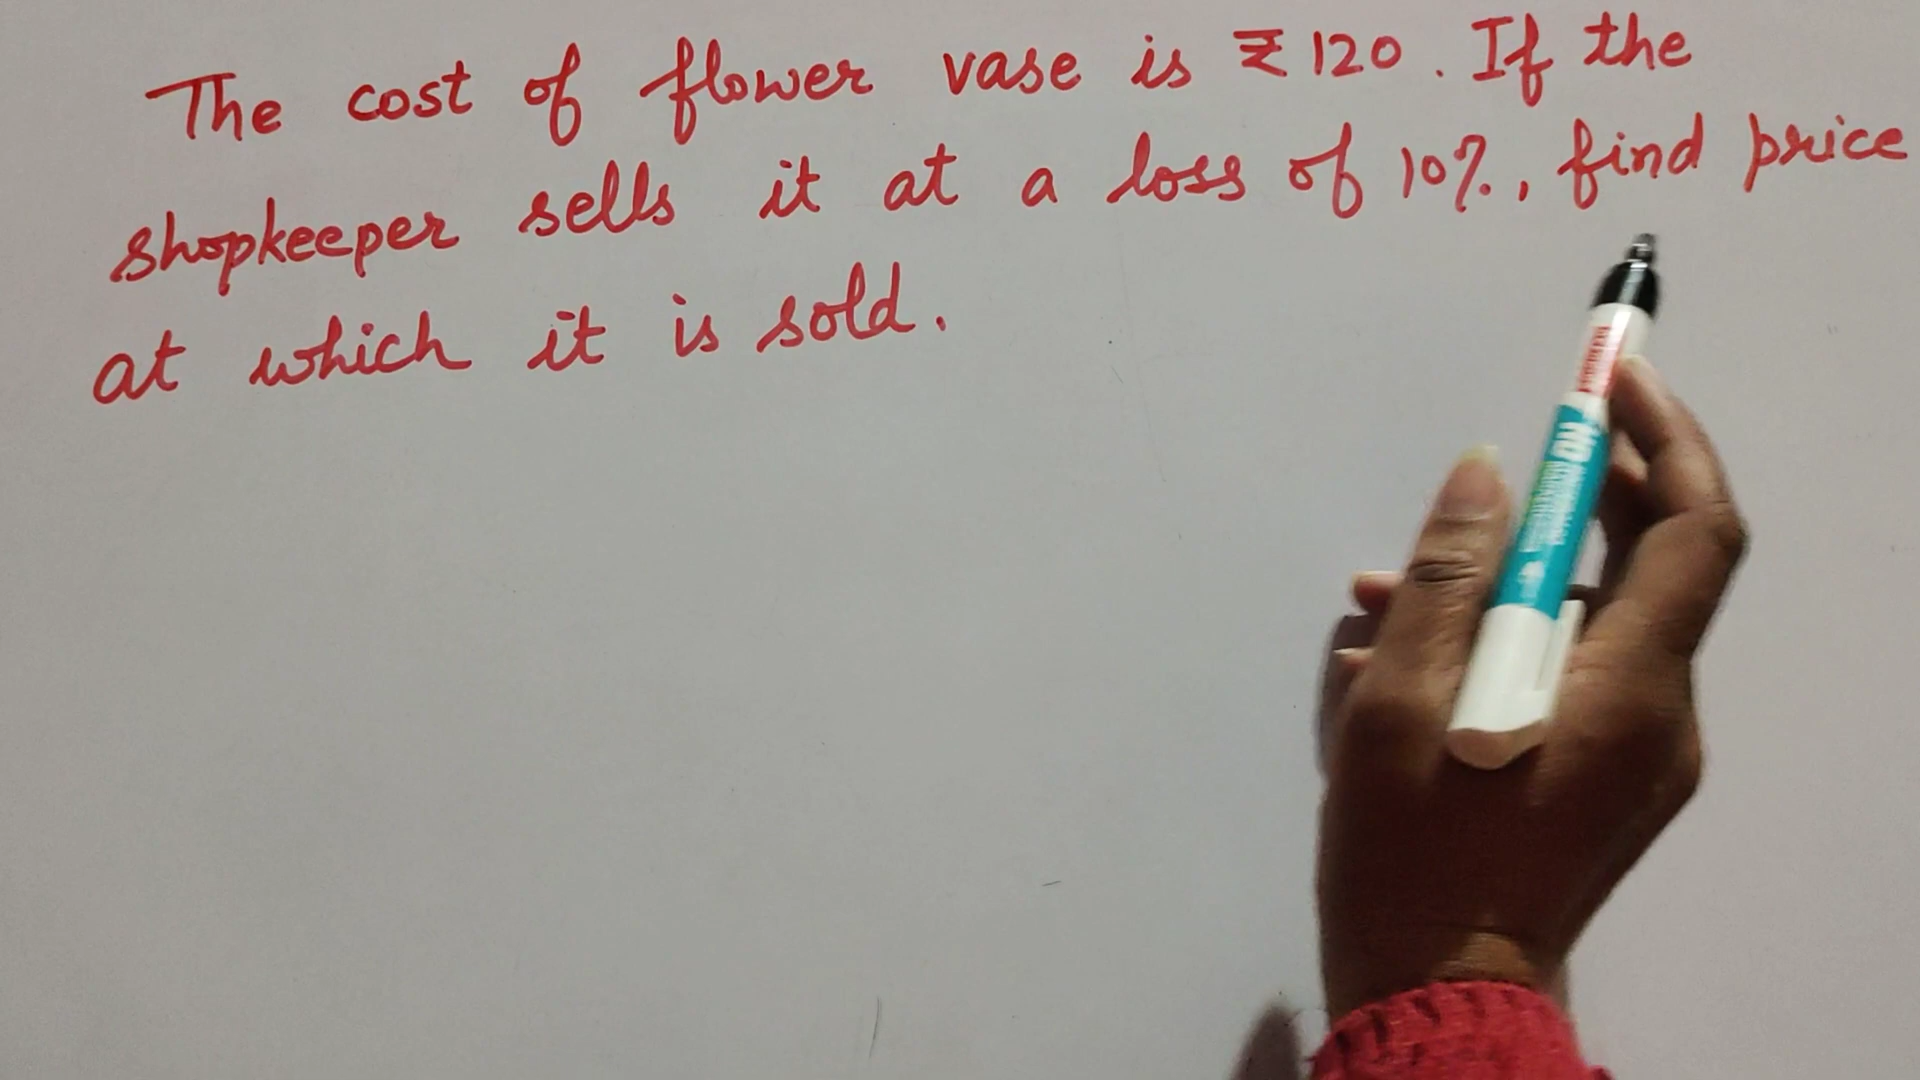 The cost of flower vase is ₹ 120. If the
shopkeeper sells it at a loss of 10%, find price
at which it is sold.